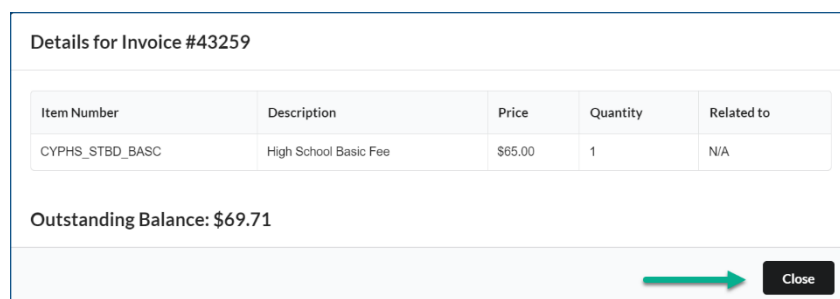 Details for Invoice #43259
Item Number Description Price Quantity Related to
CYPHS_STBD_BASC High School Basic Fee $65.00 1 N/A
Outstanding Balance: $69.71
Close